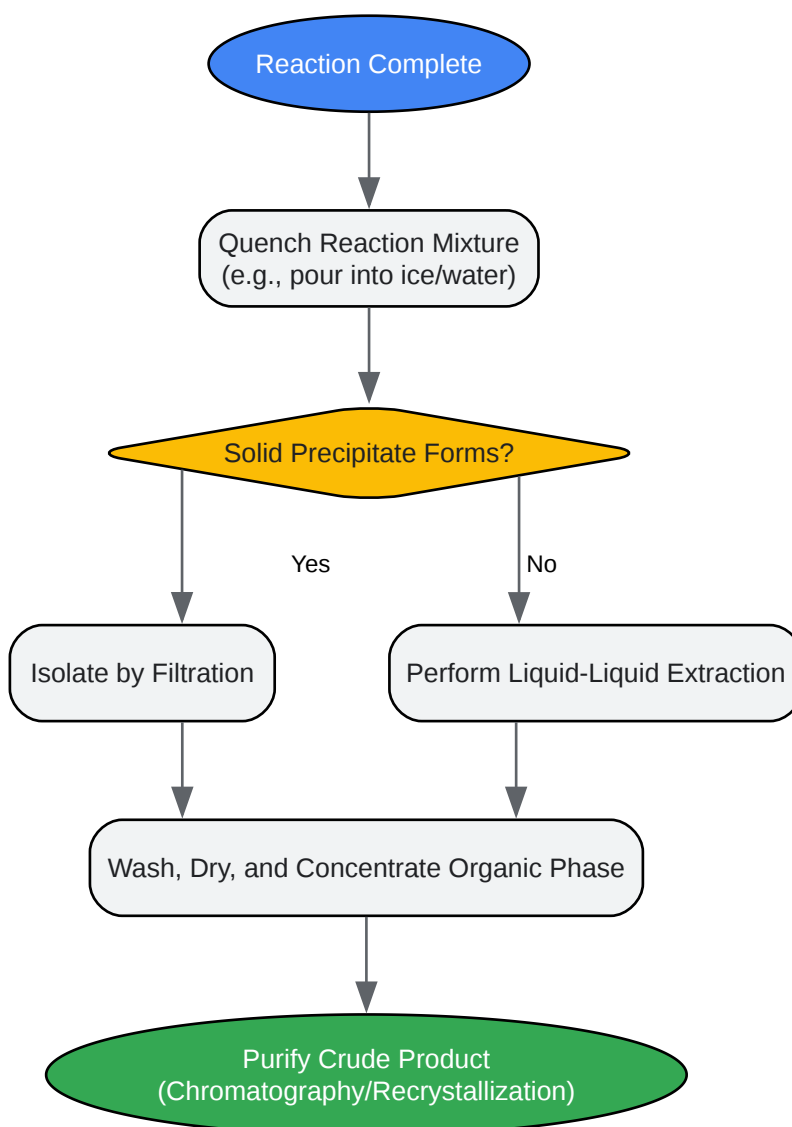 Reaction Complete
Quench Reaction Mixture
(e.g., pour into ice/water)
Solid Precipitate Forms?
Yes
No
Isolate by Filtration
Perform Liquid-Liquid Extraction
Wash, Dry, and Concentrate Organic Phase
Purify Crude Product
(Chromatography/Recrystallization)